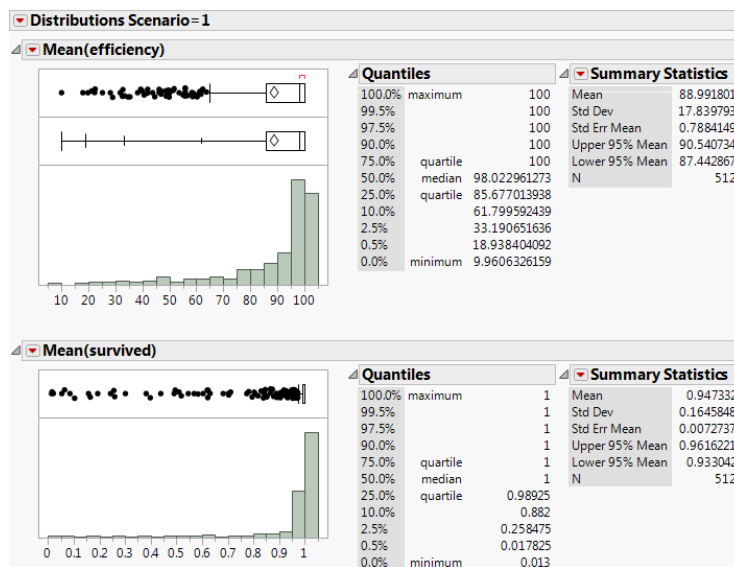 Distributions Scenario=1
Mean(efficiency)
Quantiles
100.0% maximum 100
99.5% 100
97.5% 100
90.0% 100
75.0% quartile 100
50.0% median 98.022961273
25.0% quartile 85.677013938
10.0% 61.799592439
2.5% 33.190651636
0.5% 18.938404092
0.0% minimum 9.9606326159
Summary Statistics
Mean 88.991801
Std Dev 17.839793
Std Err Mean 0.7884149
Upper 95% Mean 90.540734
Lower 95% Mean 87.442867
N 512
10 20 30 40 50 60 70 80 90 100
Mean(survived)
Quantiles
100.0% maximum 1
99.5% 1
97.5% 1
90.0% 1
75.0% quartile 1
50.0% median 1
25.0% quartile 0.98925
10.0% 0.882
2.5% 0.258475
0.5% 0.017825
0.0% minimum 0.013
Summary Statistics
Mean 0.947332
Std Dev 0.1645848
Std Err Mean 0.0072737
Upper 95% Mean 0.9616221
Lower 95% Mean 0.933042
N 512
0 0.1 0.2 0.3 0.4 0.5 0.6 0.7 0.8 0.9 1